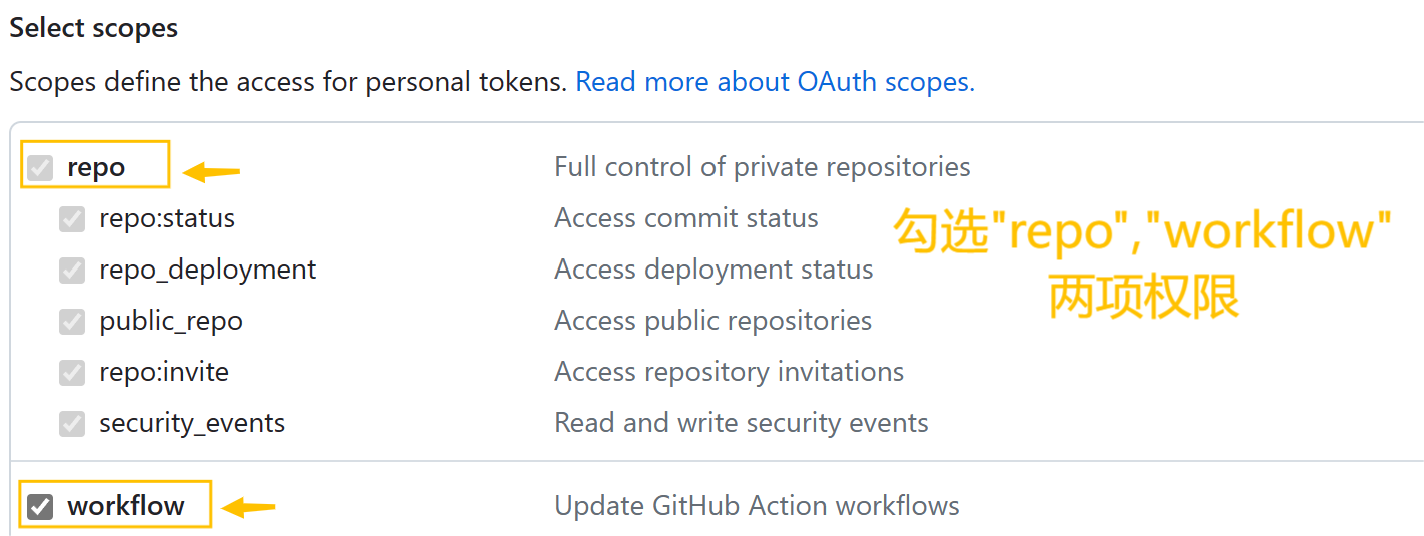 Select scopes
Scopes define the access for personal tokens. Read more about OAuth scopes.
repo Full control of private repositories
repo:status Access commit status
repo_deployment Access deployment status
public_repo Access public repositories
repo:invite Access repository invitations
security_events Read and write security events
workflow Update GitHub Action workflows
勾选"repo","workflow"
两项权限